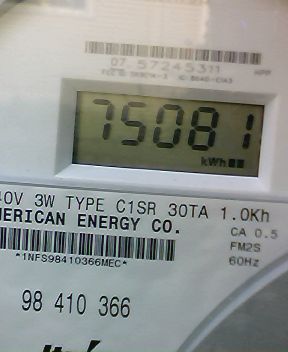 07 57245311
75081
kWh
40V 3W TYPE C1SR 30TA 1.0Kh
MERICAN ENERGY CO.
CA 0.5
FM2S
60Hz
*1NFS98410366MEC*
98 410 366